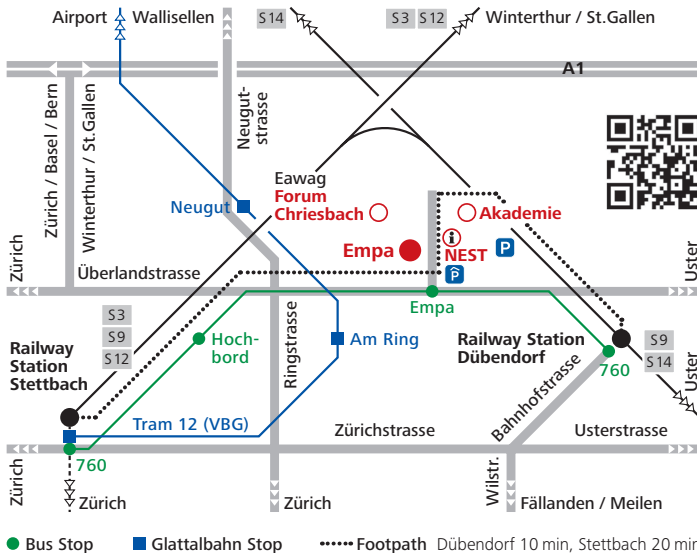 Airport
Wallisellen
S14
S3
S12
Winterthur / St.Gallen
A1
Zürich / Basel / Bern
Winterthur / St.Gallen
Neugut-
strasse
Eawag
Forum
Chriesbach
Akademie
Neugut
Empa
i
NEST
P
P
Zürich
Überlandstrasse
Uster
Empa
S3
S9
S12
Hoch-
bord
Ringstrasse
Am Ring
Railway
Station
Stettbach
Railway Station
Dübendorf
760
S9
S14
Uster
Bahnhofstrasse
Tram 12 (VBG)
Zürichstrasse
Usterstrasse
760
Zürich
Zürich
Zürich
Wilstr.
Fällanden / Meilen
Bus Stop
Glattalbahn Stop
Footpath Dübendorf 10 min, Stettbach 20 min